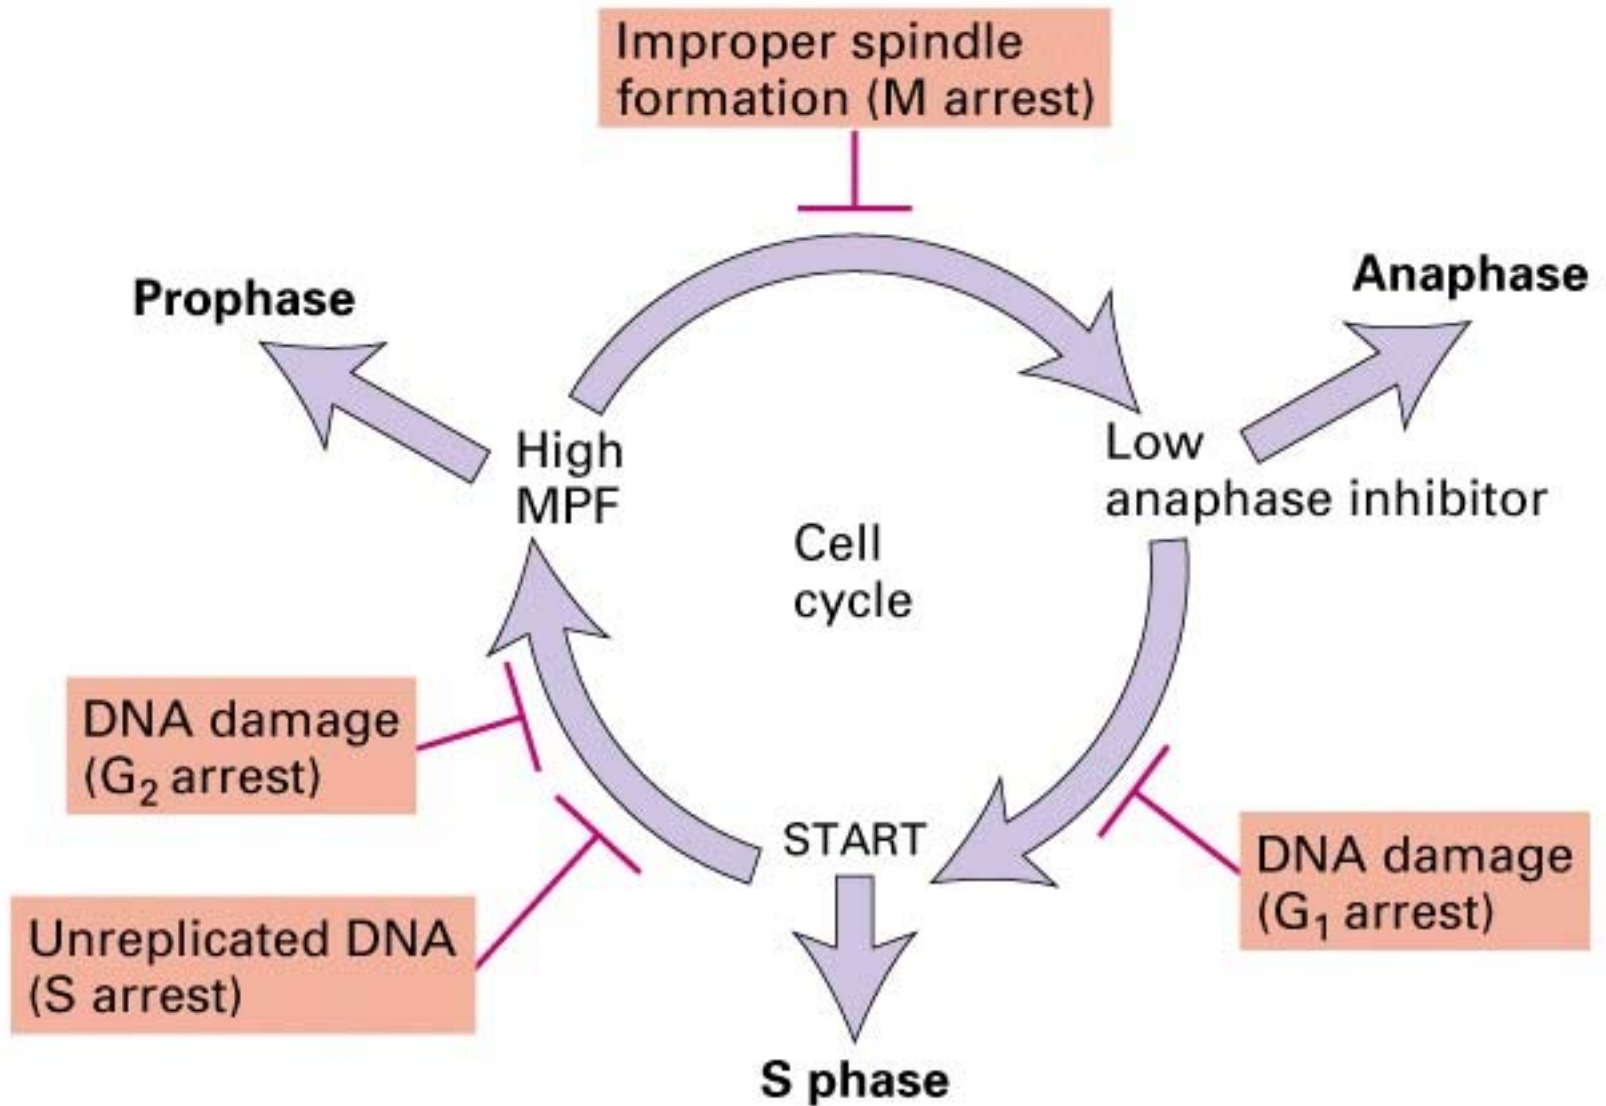 Improper spindle
formation (M arrest)
Prophase
Anaphase
High
MPF
Low
anaphase inhibitor
Cell
cycle
DNA damage
(G₂ arrest)
START
DNA damage
(G₁ arrest)
Unreplicated DNA
(S arrest)
S phase